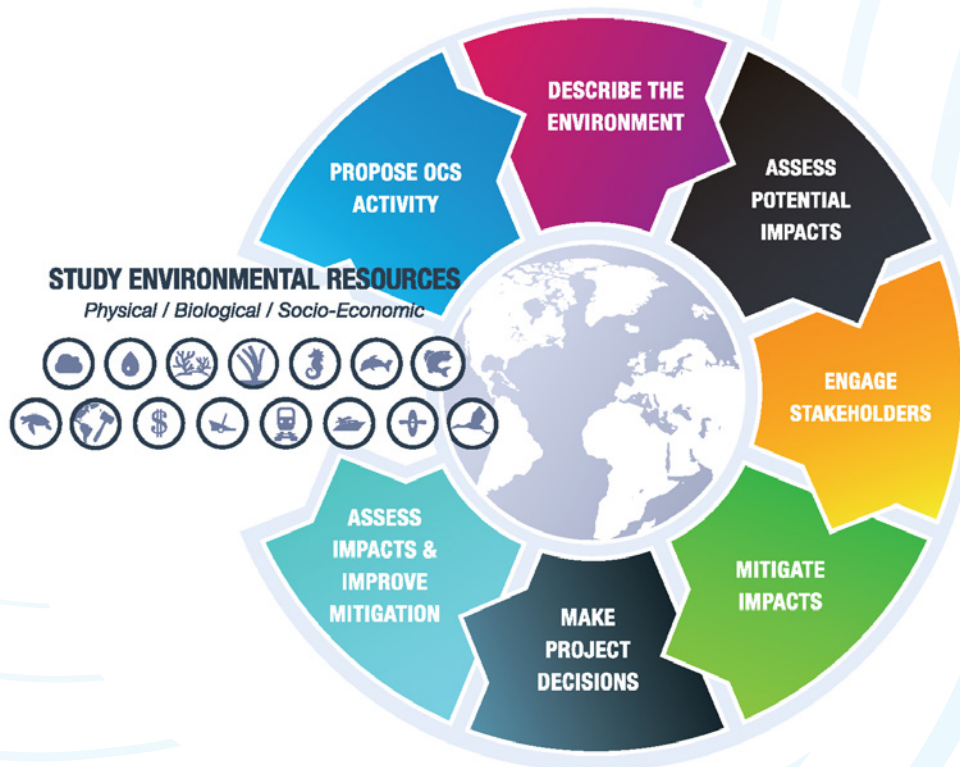 DESCRIBE THE
ENVIRONMENT
PROPOSE OCS
ACTIVITY
ASSESS
POTENTIAL
IMPACTS
STUDY ENVIRONMENTAL RESOURCES
Physical / Biological / Socio-Economic
$
ENGAGE
STAKEHOLDERS
MITIGATE
IMPACTS
MAKE
PROJECT
DECISIONS
ASSESS
IMPACTS &
IMPROVE
MITIGATION